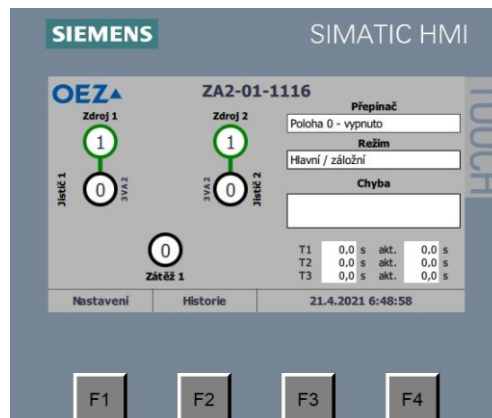 SIEMENS
SIMATIC HMI
TOUCH
OEZ
ZA2-01-1116
Zdroj 1
Zdroj 2
Přepínač
Poloha 0 - vypnuto
Režim
Hlavní / záložní
Chyba
1
1
Jistič 1
0
3VA2
3VA2
0
Jistič 2
0
Zátěž 1
T1 0,0 s akt. 0,0 s
T2 0,0 s akt. 0,0 s
T3 0,0 s akt. 0,0 s
Nastavení
Historie
21.4.2021 6:48:58
F1
F2
F3
F4